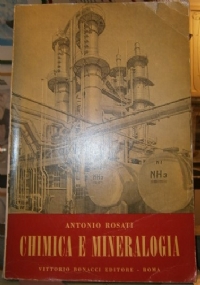 NH₃
ANTONIO ROSATI
CHIMICA E MINERALOGIA
VITTORIO BONACCI EDITORE - ROMA